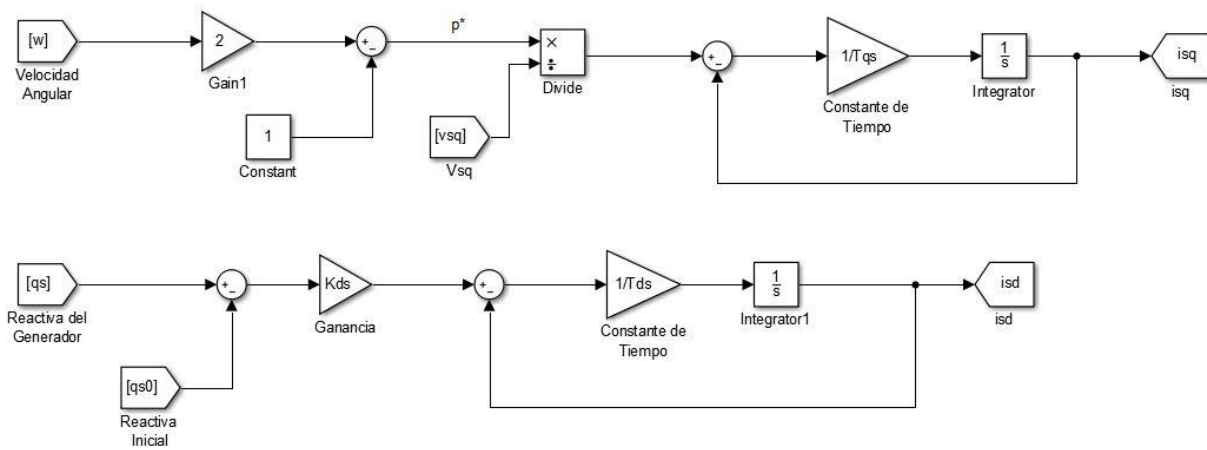 [w]
Velocidad
Angular
2
Gain1
+
-
p*
1
Constant
×
÷
Divide
[vsq]
Vsq
+
-
1/Tqs
Constante de
Tiempo
1
s
Integrator
isq
isq
[qs]
Reactiva del
Generador
+
-
[qs0]
Reactiva
Inicial
Kds
Ganancia
+
-
1/Tds
Constante de
Tiempo
1
s
Integrator1
isd
isd